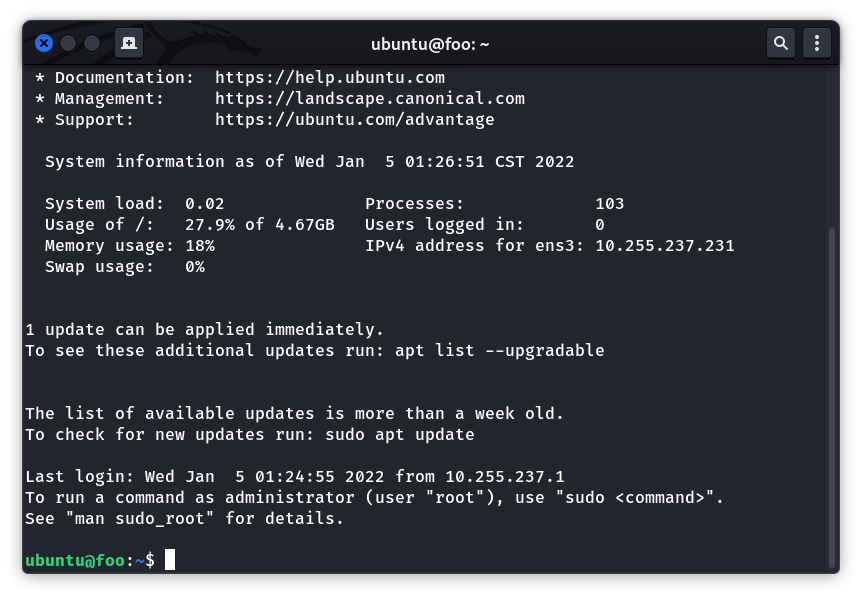 ubuntu@foo: ~
* Documentation:  https://help.ubuntu.com
* Management:     https://landscape.canonical.com
* Support:        https://ubuntu.com/advantage
System information as of Wed Jan  5 01:26:51 CST 2022
System load:  0.02              Processes:             103
Usage of /:   27.9% of 4.67GB   Users logged in:       0
Memory usage: 18%               IPv4 address for ens3: 10.255.237.231
Swap usage:   0%
1 update can be applied immediately.
To see these additional updates run: apt list --upgradable
The list of available updates is more than a week old.
To check for new updates run: sudo apt update
Last login: Wed Jan  5 01:24:55 2022 from 10.255.237.1
To run a command as administrator (user "root"), use "sudo <command>".
See "man sudo_root" for details.
ubuntu@foo:~$